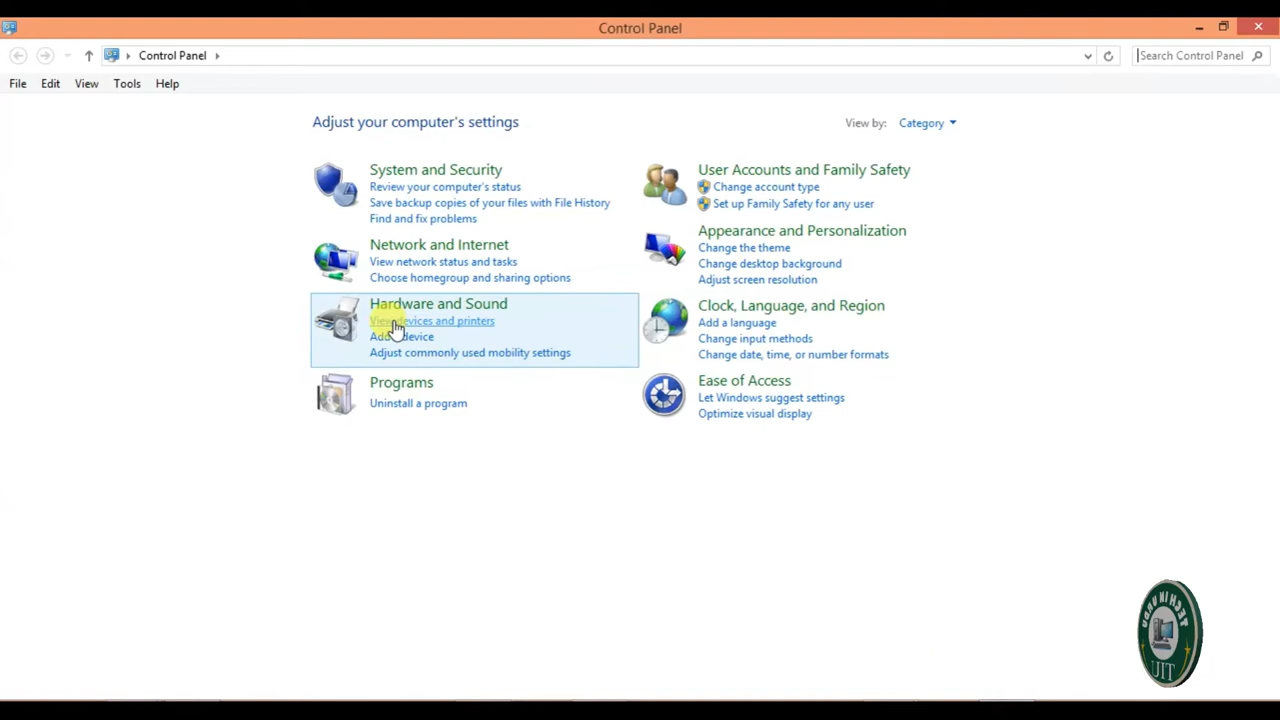 Control Panel
Control Panel
Search Control Panel
File Edit View Tools Help
Adjust your computer's settings
View by: Category
System and Security
Review your computer's status
Save backup copies of your files with File History
Find and fix problems
Network and Internet
View network status and tasks
Choose homegroup and sharing options
Hardware and Sound
View devices and printers
Add device
Adjust commonly used mobility settings
Programs
Uninstall a program
User Accounts and Family Safety
Change account type
Set up Family Safety for any user
Appearance and Personalization
Change the theme
Change desktop background
Adjust screen resolution
Clock, Language, and Region
Add a language
Change input methods
Change date, time, or number formats
Ease of Access
Let Windows suggest settings
Optimize visual display
TECH IN URDU
UIT